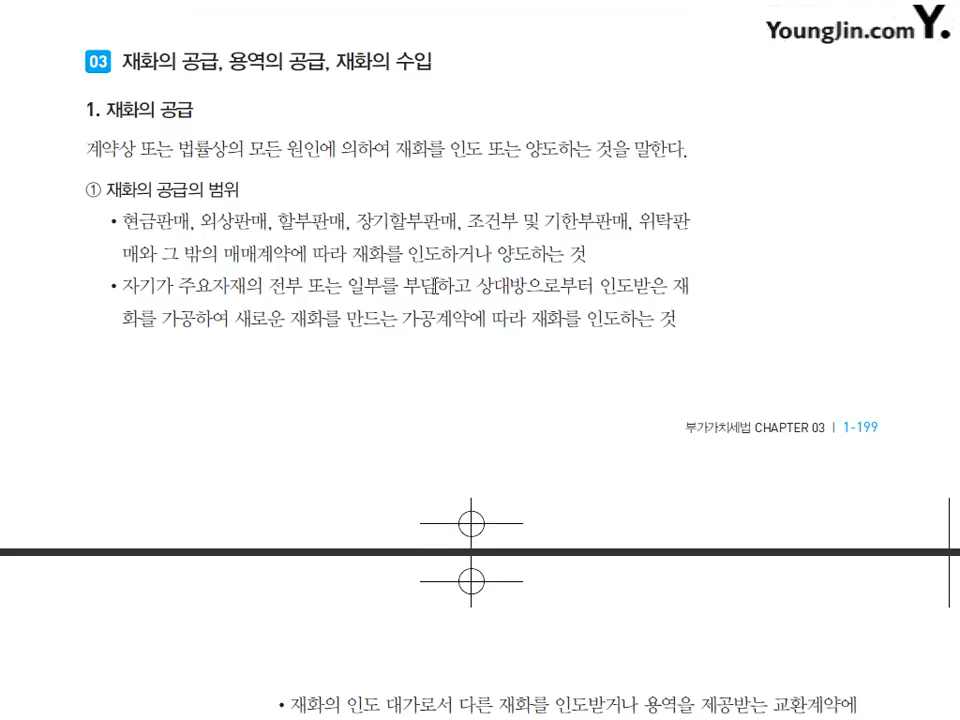 YoungJin.com Y.
03 재화의 공급, 용역의 공급, 재화의 수입
1. 재화의 공급
계약상 또는 법률상의 모든 원인에 의하여 재화를 인도 또는 양도하는 것을 말한다.
① 재화의 공급의 범위
• 현금판매, 외상판매, 할부판매, 장기할부판매, 조건부 및 기한부판매, 위탁판
매와 그 밖의 매매계약에 따라 재화를 인도하거나 양도하는 것
• 자기가 주요자재의 전부 또는 일부를 부담하고 상대방으로부터 인도받은 재
화를 가공하여 새로운 재화를 만드는 가공계약에 따라 재화를 인도하는 것
부가가치세법 CHAPTER 03 | 1-199
• 재화의 인도 대가로서 다른 재화를 인도받거나 용역을 제공받는 교환계약에